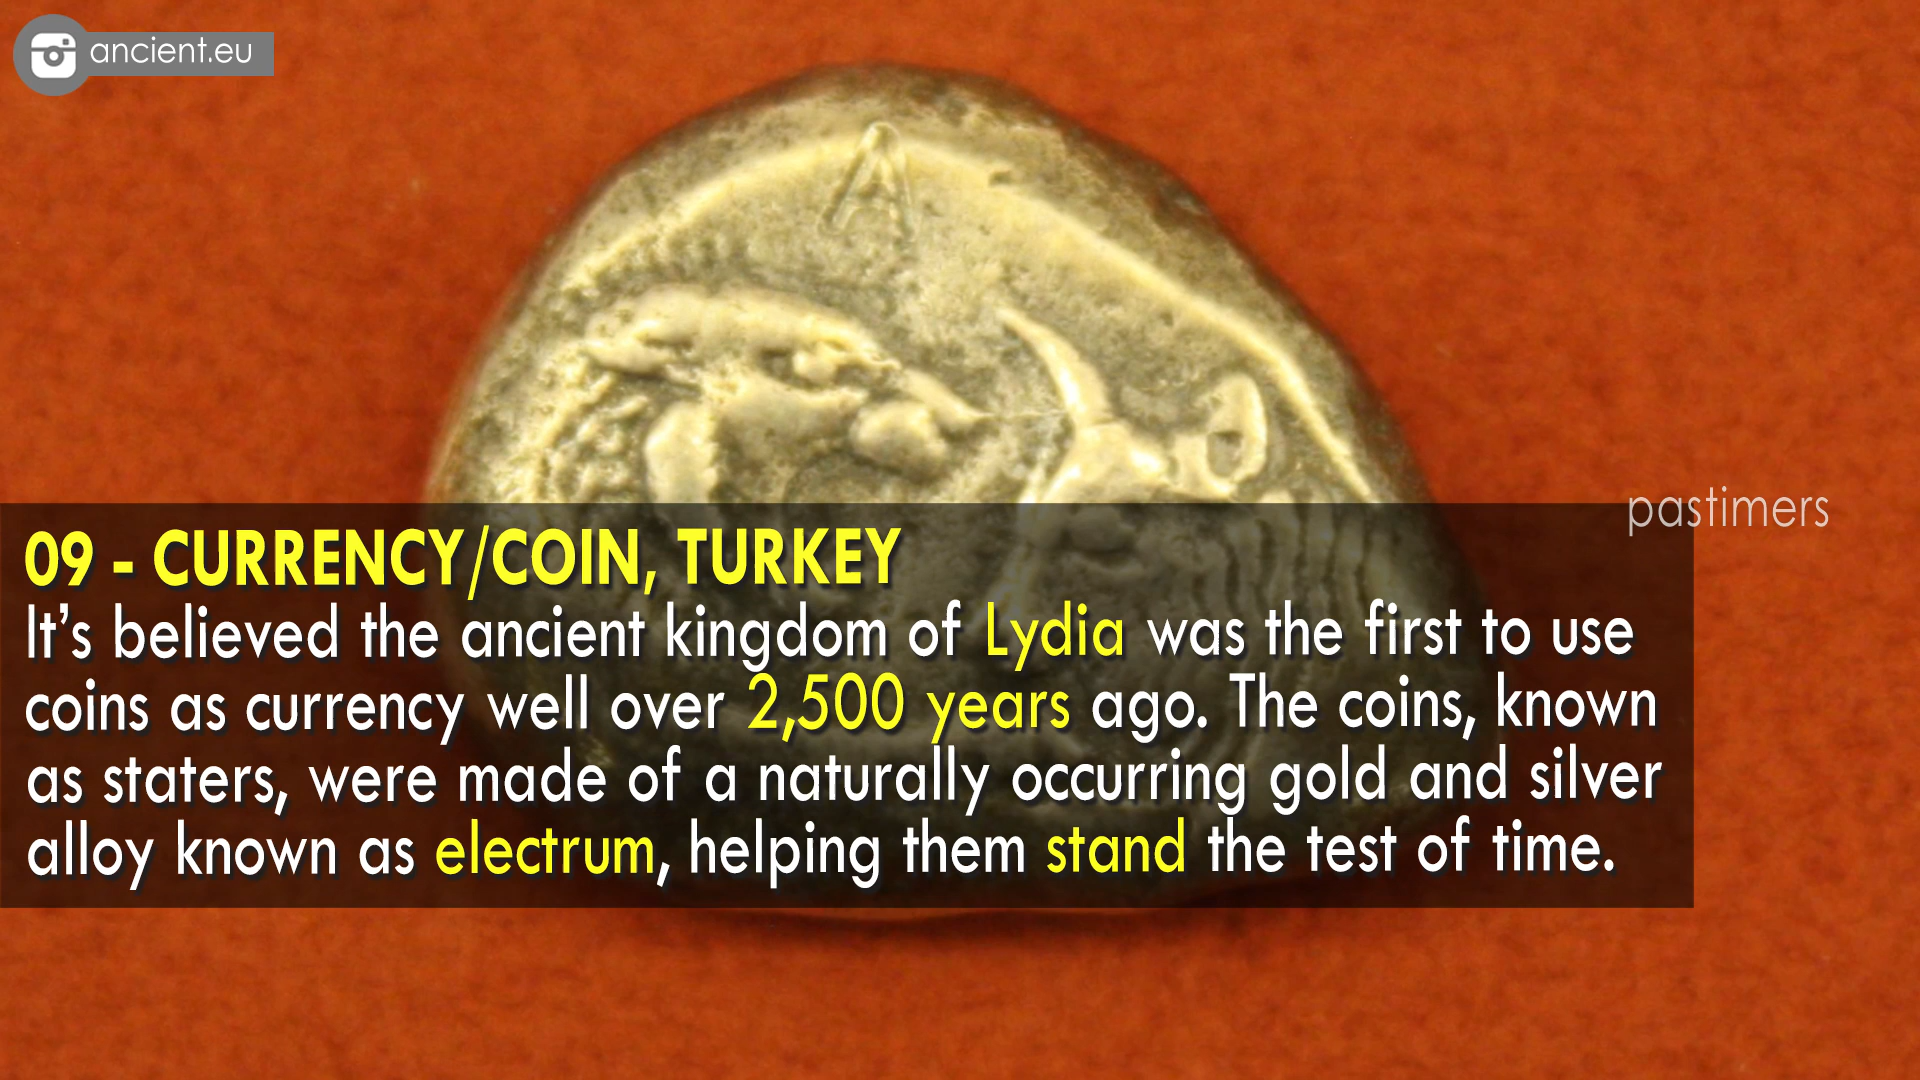 ancient.eu
A
pastimers
09 - CURRENCY/COIN, TURKEY
It’s believed the ancient kingdom of Lydia was the first to use
coins as currency well over 2,500 years ago. The coins, known
as staters, were made of a naturally occurring gold and silver
alloy known as electrum, helping them stand the test of time.